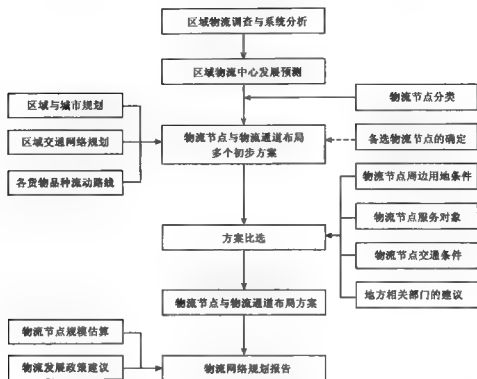 区域物流调查与系统分析
区域物流中心发展预测
区域与城市规划
物流节点分类
区域交通网络规划
物流节点与物流通道布局
多个初步方案
备选物流节点的确定
各货物品种流动路线
物流节点周边用地条件
物流节点服务对象
方案比选
物流节点交通条件
地方相关部门的建议
物流节点与物流通道布局方案
物流节点规模估算
物流发展政策建议
物流网络规划报告